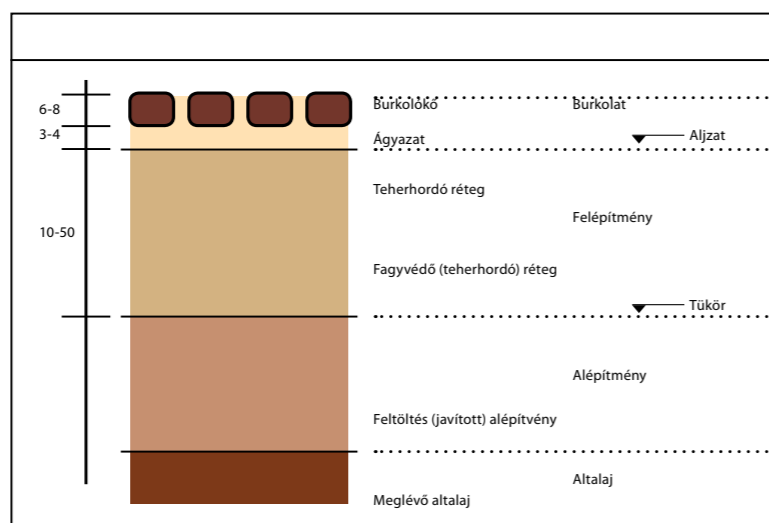 6-8
Burkolókő
Burkolat
3-4
Ágyazat
Aljzat
Teherhordó réteg
10-50
Felépítmény
Fagyvédő (teherhordó) réteg
Tükör
Alépítmény
Feltöltés (javított) alépítvény
Altalaj
Meglévő altalaj